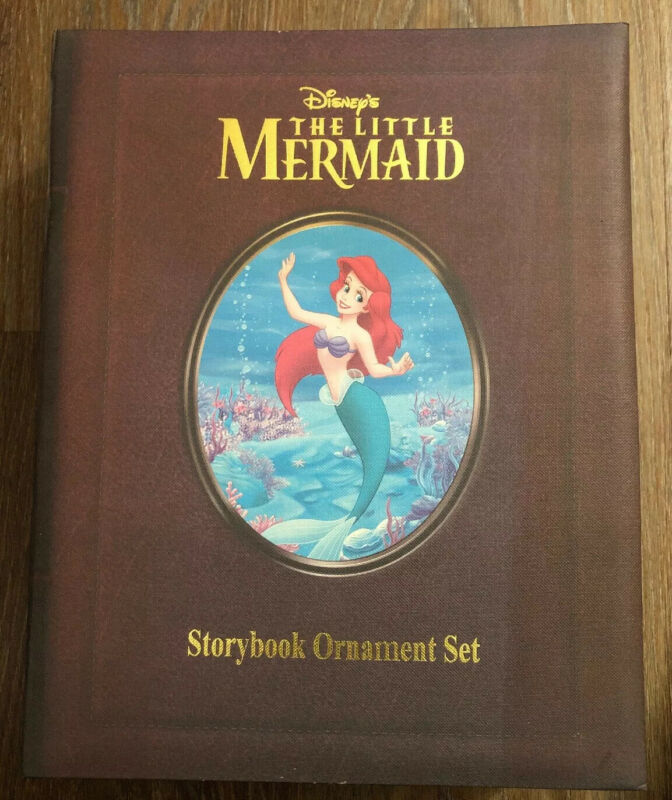 Disney's
THE LITTLE
MERMAID
Storybook Ornament Set